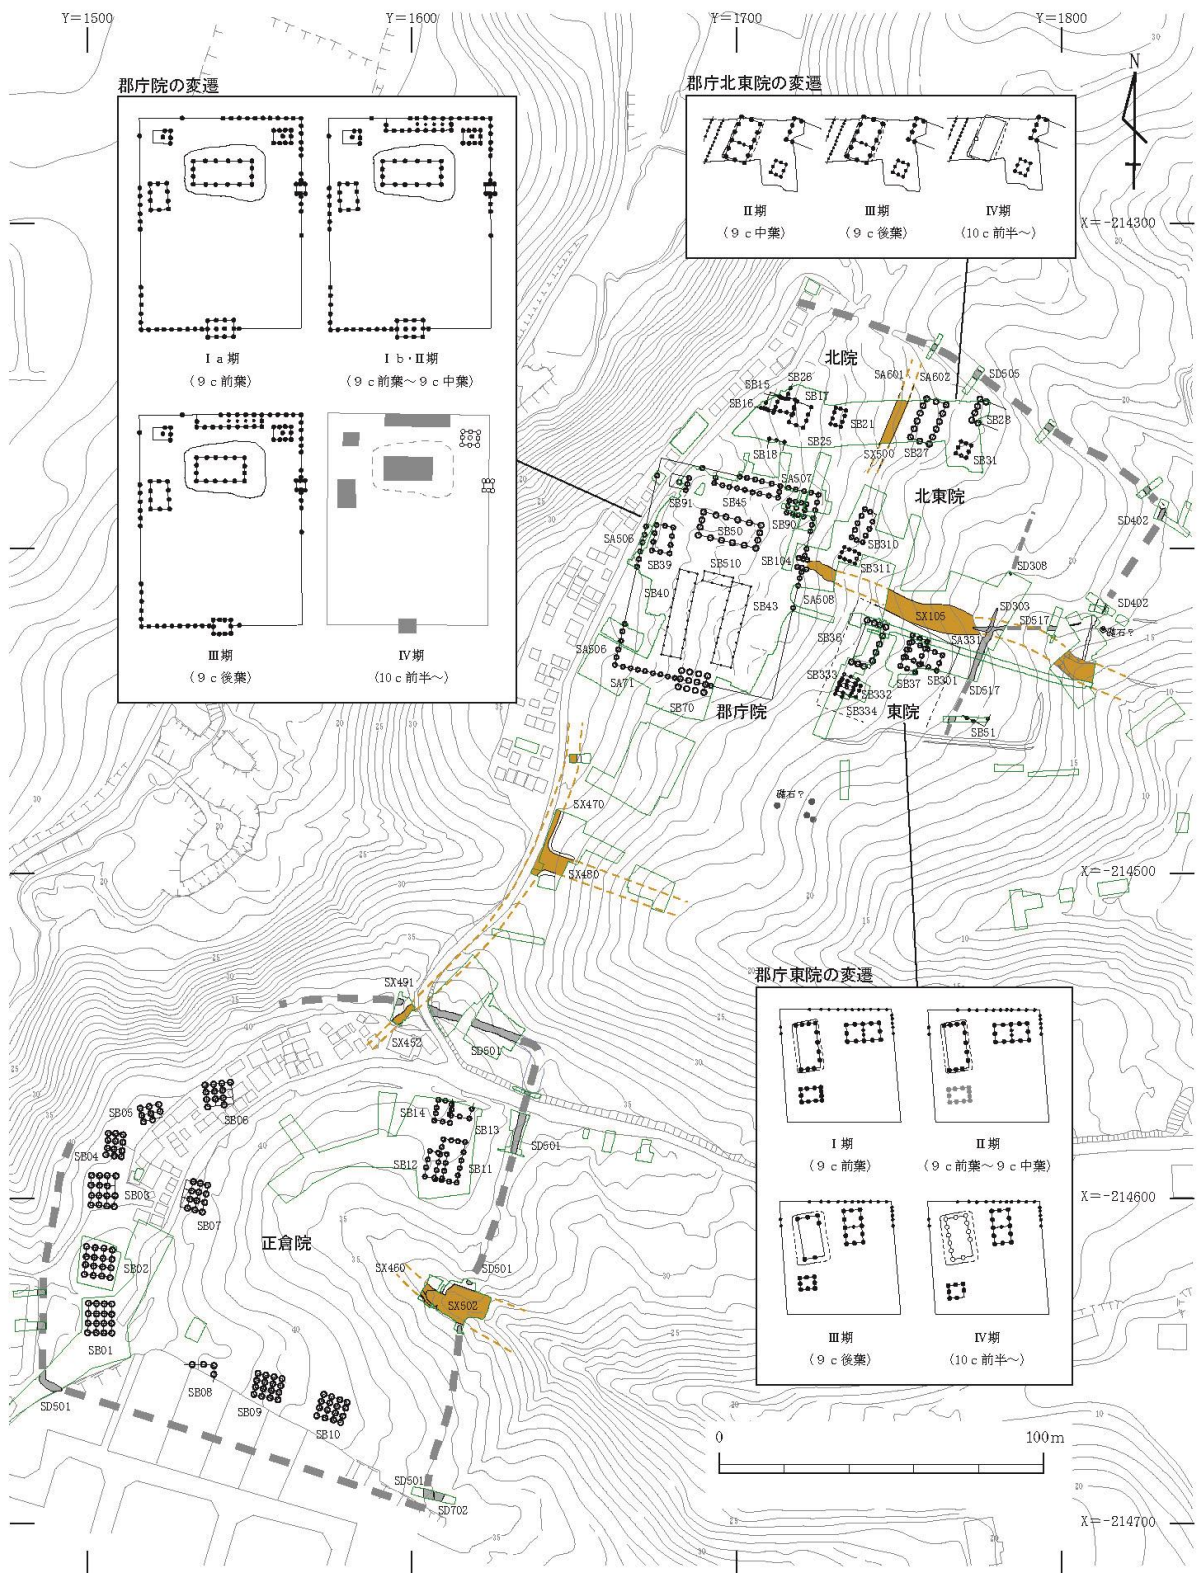 Y=1500
Y=1600
Y=1700
Y=1800
N
郡庁院の変遷
Ⅰa期
(9c前葉)
Ⅰb・Ⅱ期
(9c前葉～9c中葉)
Ⅲ期
(9c後葉)
Ⅳ期
(10c前半～)
郡庁北東院の変遷
Ⅱ期
(9c中葉)
Ⅲ期
(9c後葉)
Ⅳ期
(10c前半～)
X=-214300
北院
SA601
SA602
SD505
SB26
SB15
SB17
SB16
SB21
SB28
SB25
SB18
SX500
SB27
SB31
北東院
SA507
SB91
SB45
SB90
SD402
SA506
SB50
SB310
SB39
SB104
SB311
SB510
SD308
SB40
SB43
SA508
SX105
SD303
SD402
SD517
礎石?
SB36
SA331
SA506
SB333
SB37
SB301
SA71
SB332
SD517
SB70
SB334
郡庁院
東院
SB51
礎石?
SX470
SX480
X=-214500
SX491
SX452
SD501
郡庁東院の変遷
Ⅰ期
(9c前葉)
Ⅱ期
(9c前葉～9c中葉)
Ⅲ期
(9c後葉)
Ⅳ期
(10c前半～)
SB05
SB06
SB14
SB13
SB04
SD501
SB12
SB11
SB03
X=-214600
SB07
正倉院
SB02
SX460
SD501
SX502
SB01
SB08
SB09
SD501
SB10
SD501
SD702
0
100m
X=-214700